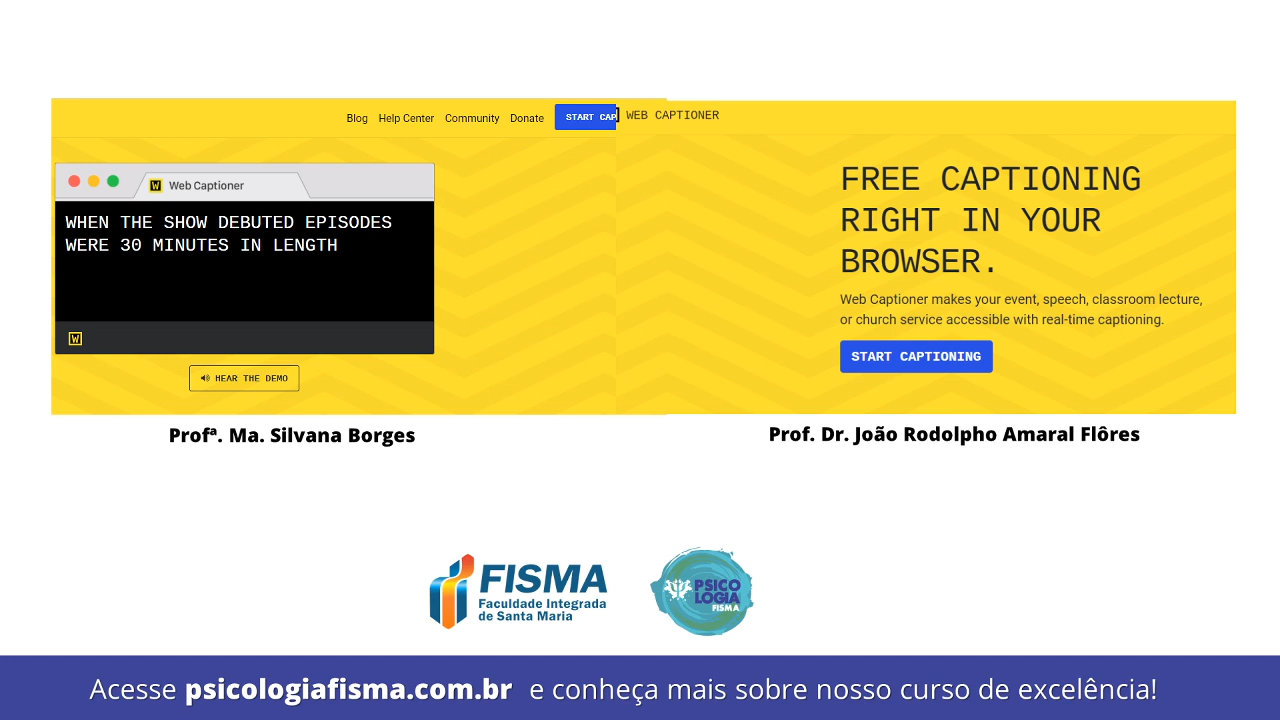 Blog Help Center Community Donate START CAP
Web Captioner
WHEN THE SHOW DEBUTED EPISODES
WERE 30 MINUTES IN LENGTH
W
HEAR THE DEMO
WEB CAPTIONER
FREE CAPTIONING
RIGHT IN YOUR
BROWSER.
Web Captioner makes your event, speech, classroom lecture,
or church service accessible with real-time captioning.
START CAPTIONING
Profª. Ma. Silvana Borges
Prof. Dr. João Rodolpho Amaral Flôres
FISMA
Faculdade Integrada
de Santa Maria
PSICO
LOGIA
FISMA
Acesse psicologiafisma.com.br e conheça mais sobre nosso curso de excelência!